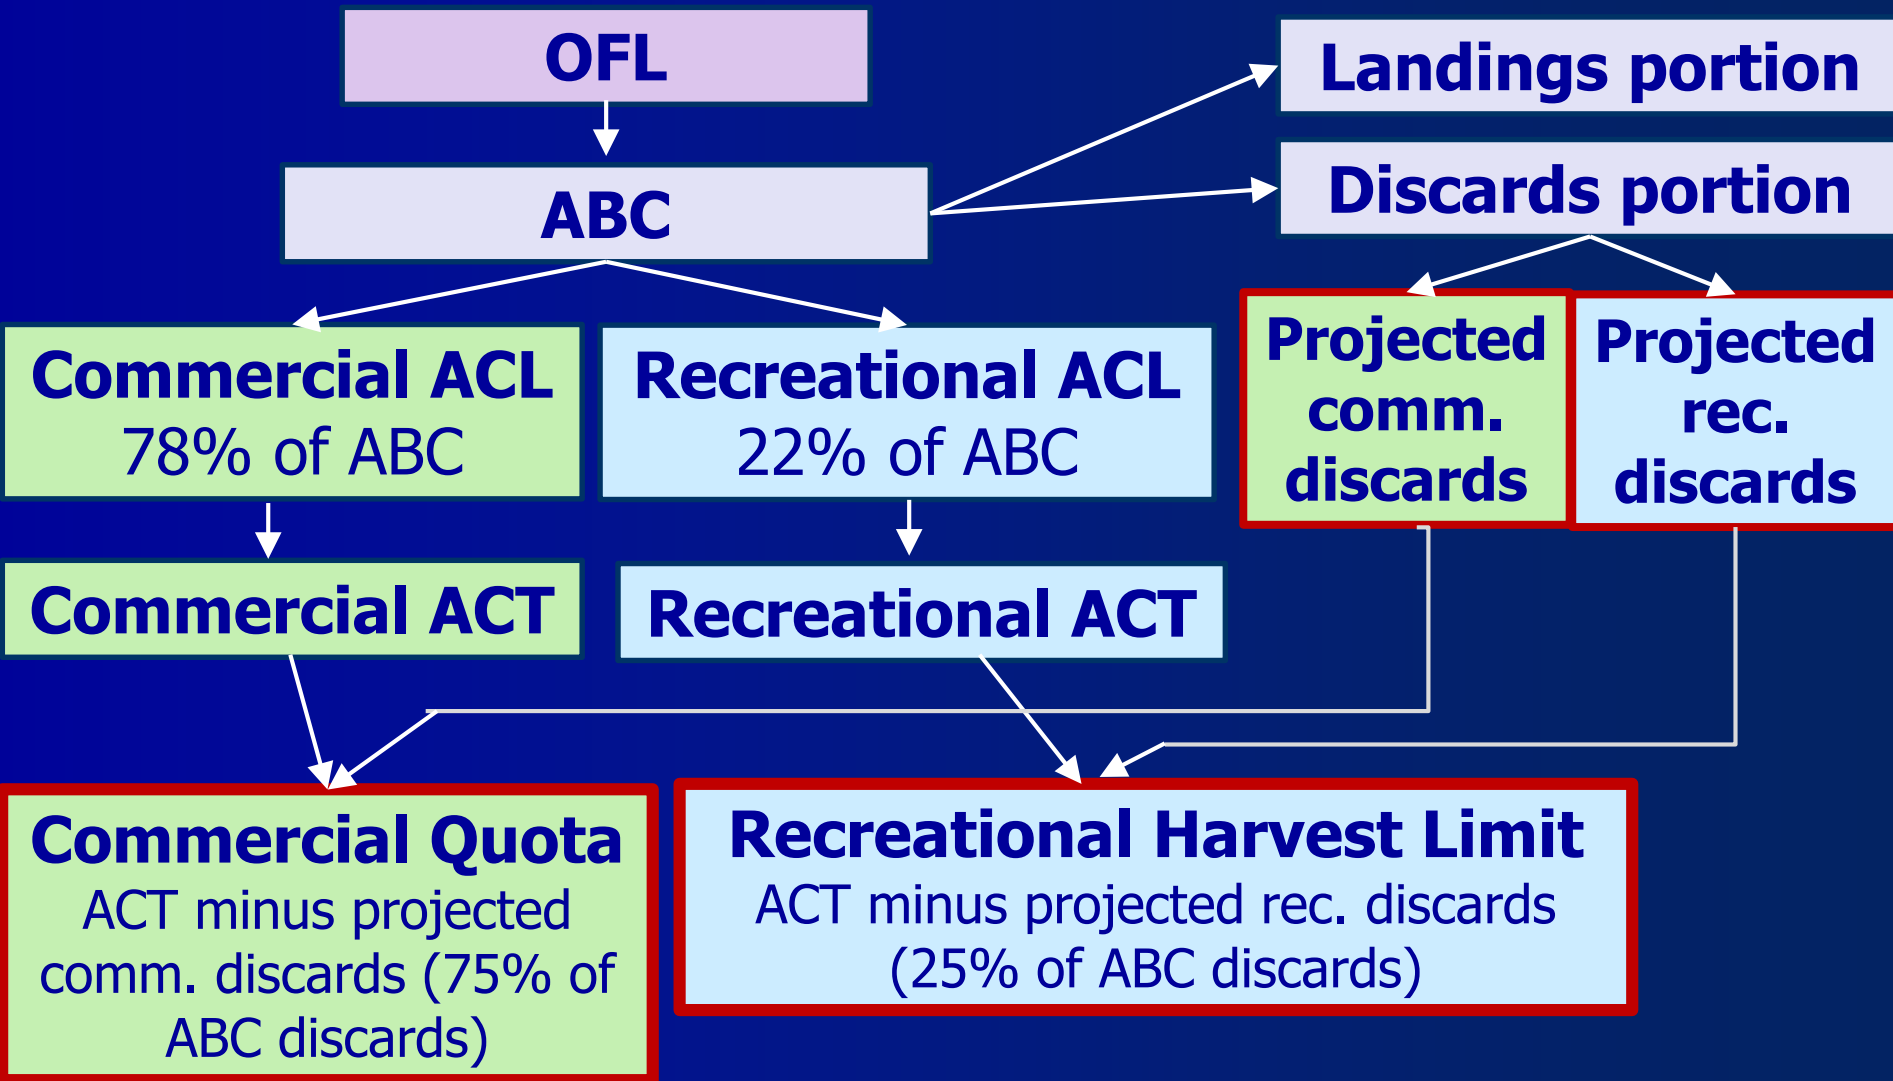 OFL
Landings portion
ABC
Discards portion
Commercial ACL
78% of ABC
Recreational ACL
22% of ABC
Projected
comm.
discards
Projected
rec.
discards
Commercial ACT
Recreational ACT
Commercial Quota
ACT minus projected
comm. discards (75% of
ABC discards)
Recreational Harvest Limit
ACT minus projected rec. discards
(25% of ABC discards)